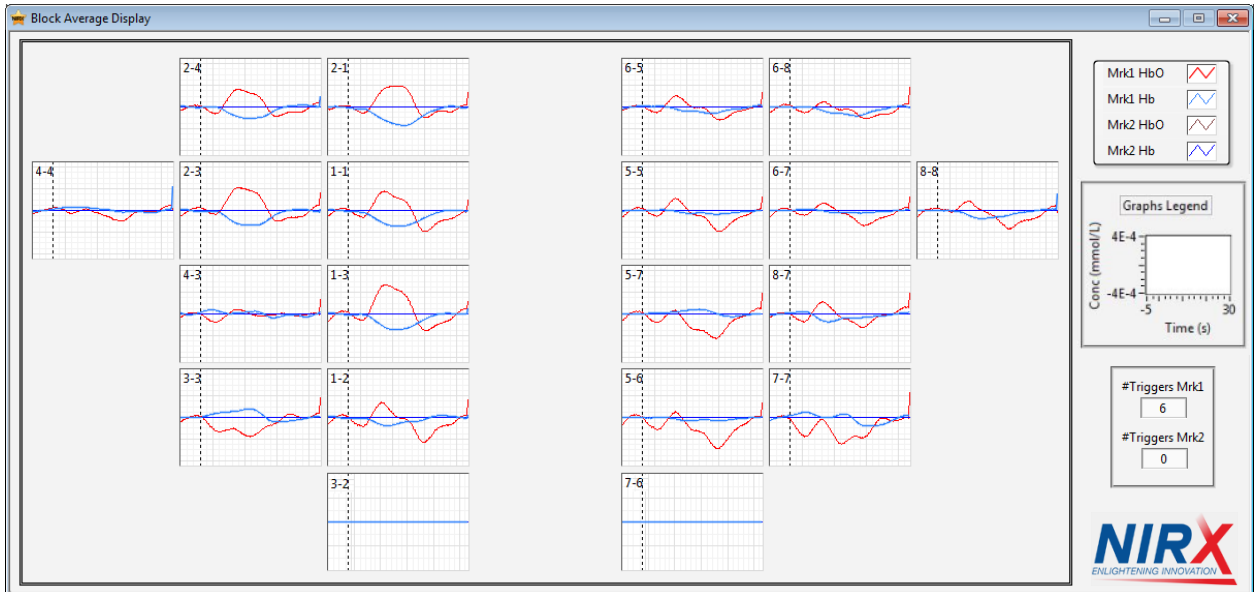 Block Average Display
2-4
2-1
6-5
6-8
4-4
2-3
1-1
5-5
6-7
8-8
4-3
1-3
5-7
8-7
3-3
1-2
5-6
7-7
3-2
7-6
Mrk1 HbO
Mrk1 Hb
Mrk2 HbO
Mrk2 Hb
Graphs Legend
Conc (mmol/L)
4E-4
-4E-4
-5 30
Time (s)
#Triggers Mrk1
6
#Triggers Mrk2
0
NIRX
ENLIGHTENING INNOVATION